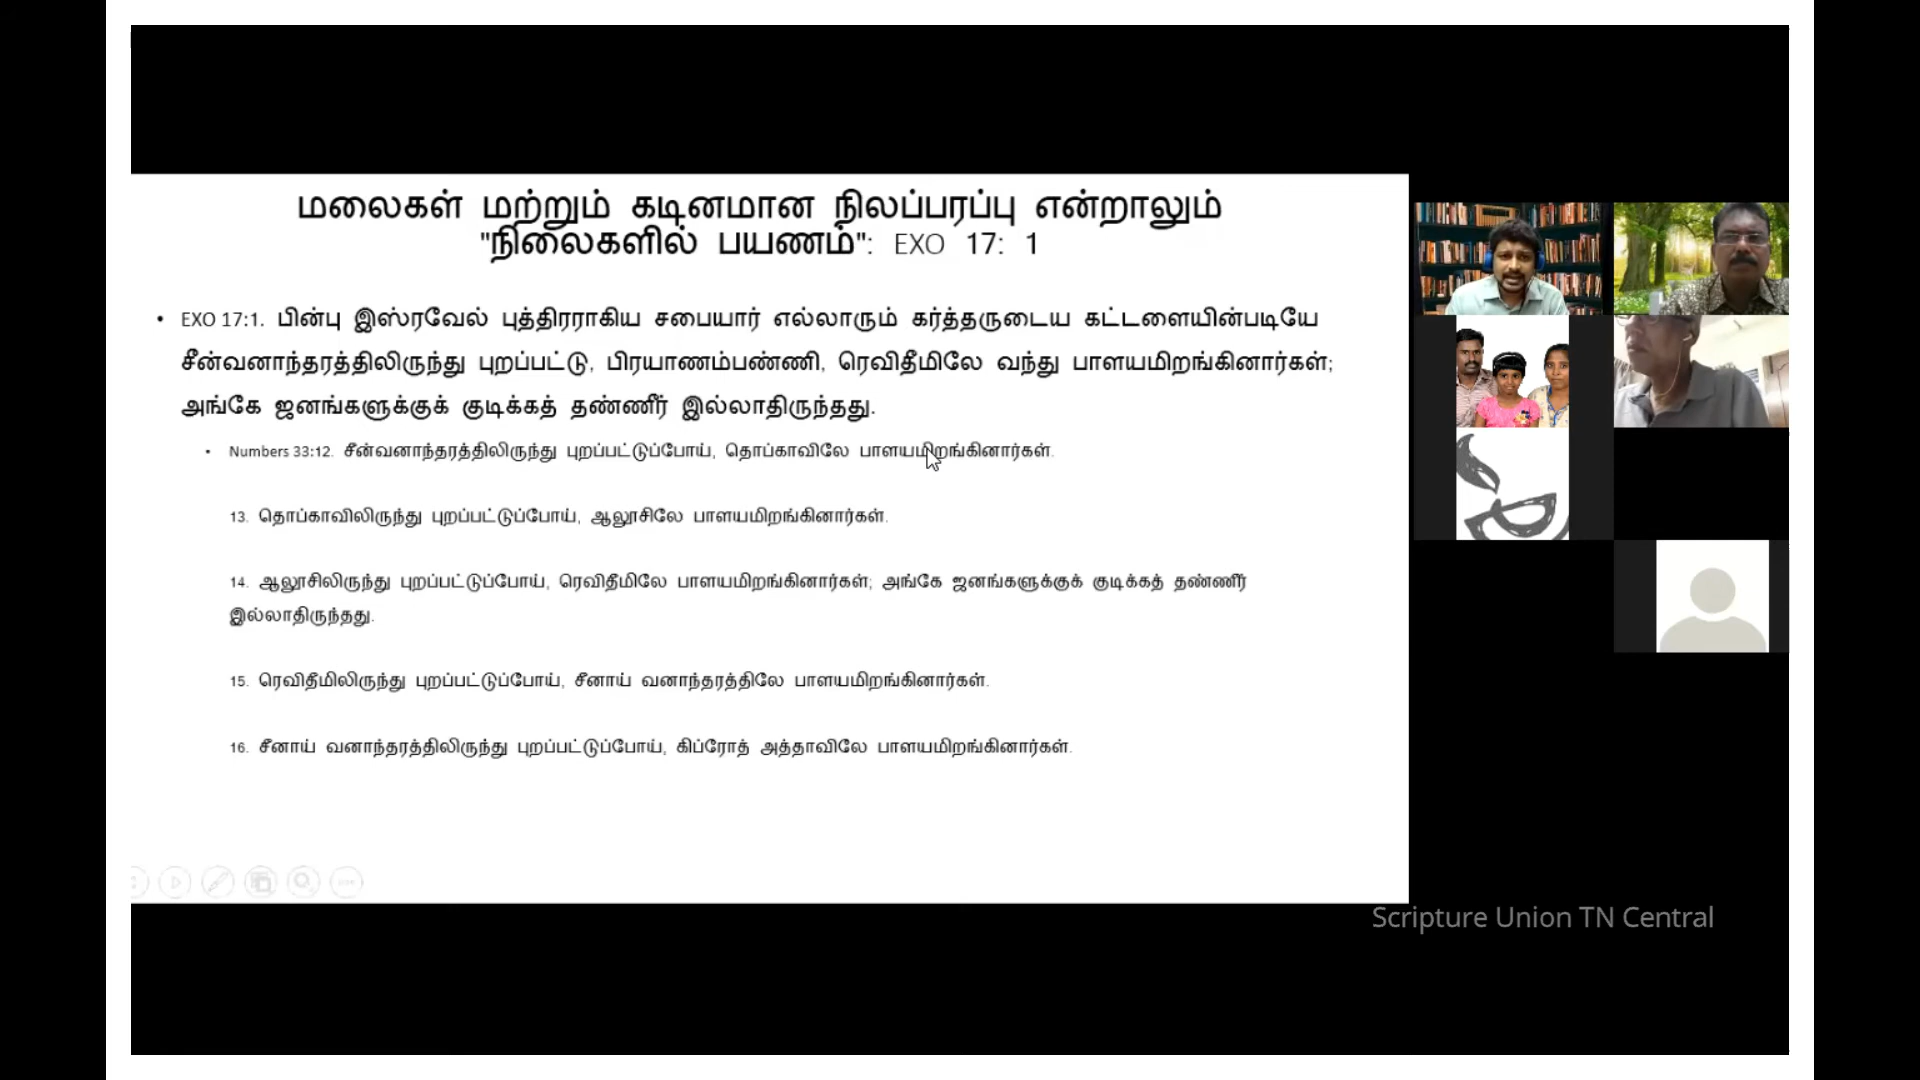 மலைகள் மற்றும் கடினமான நிலப்பரப்பு என்றாலும்
"நிலைகளில் பயணம்": EXO 17: 1
• EXO 17:1. பின்பு இஸ்ரவேல் புத்திரராகிய சபையார் எல்லாரும் கர்த்தருடைய கட்டளையின்படியே
சீன்வனாந்தரத்திலிருந்து புறப்பட்டு, பிரயாணம்பண்ணி, ரெவிதீமிலே வந்து பாளயமிறங்கினார்கள்;
அங்கே ஜனங்களுக்குக் குடிக்கத் தண்ணீர் இல்லாதிருந்தது.
• Numbers 33:12. சீன்வனாந்தரத்திலிருந்து புறப்பட்டுப்போய், தொப்காவிலே பாளயமிறங்கினார்கள்.
13. தொப்காவிலிருந்து புறப்பட்டுப்போய், ஆலூசிலே பாளயமிறங்கினார்கள்.
14. ஆலூசிலிருந்து புறப்பட்டுப்போய், ரெவிதீமிலே பாளயமிறங்கினார்கள்; அங்கே ஜனங்களுக்குக் குடிக்கத் தண்ணீர்
இல்லாதிருந்தது.
15. ரெவிதீமிலிருந்து புறப்பட்டுப்போய், சீனாய் வனாந்தரத்திலே பாளயமிறங்கினார்கள்.
16. சீனாய் வனாந்தரத்திலிருந்து புறப்பட்டுப்போய், கிப்ரோத் அத்தாவிலே பாளயமிறங்கினார்கள்.
Scripture Union TN Central